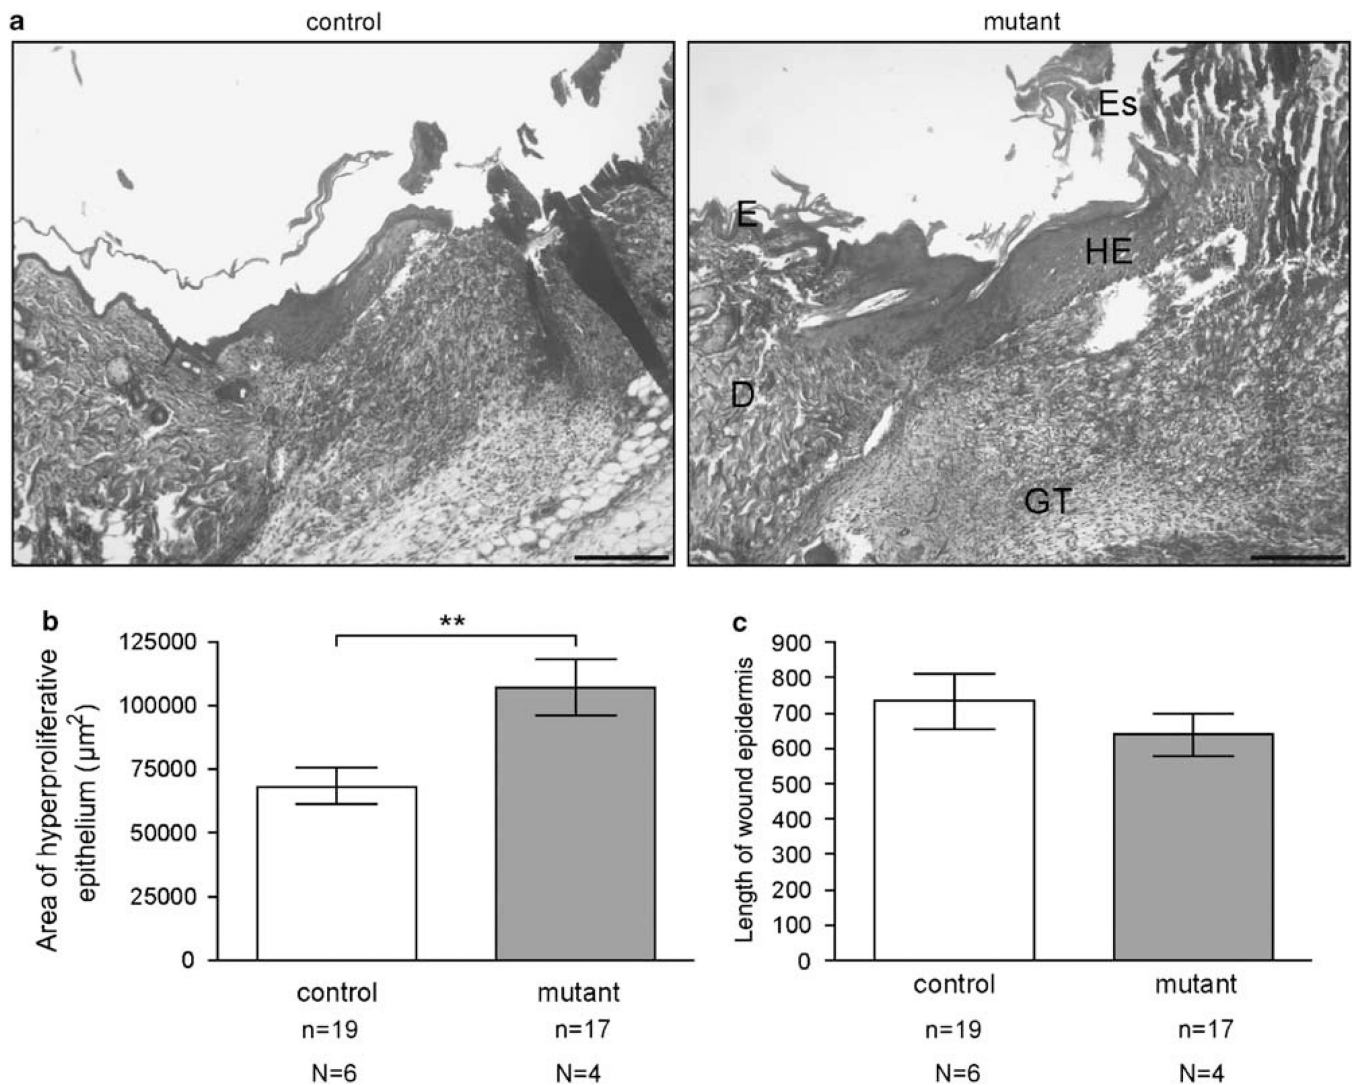 a
control
mutant
Es
E
HE
D
GT
b
**
Area of hyperproliferative
epithelium (µm²)
125000
100000
75000
50000
25000
0
control
mutant
n=19
n=17
N=6
N=4
c
Length of wound epidermis
900
800
700
600
500
400
300
200
100
0
control
mutant
n=19
n=17
N=6
N=4